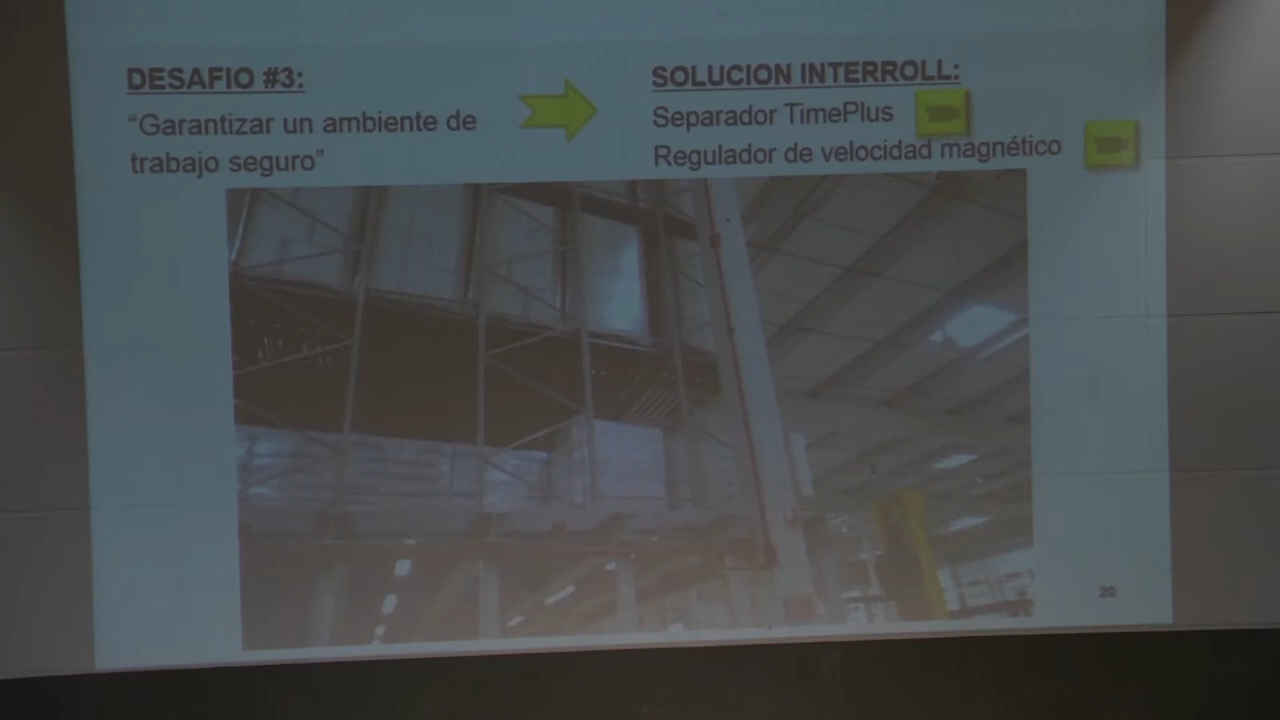 DESAFIO #3:
“Garantizar un ambiente de
trabajo seguro”
SOLUCION INTERROLL:
Separador TimePlus
Regulador de velocidad magnético
20